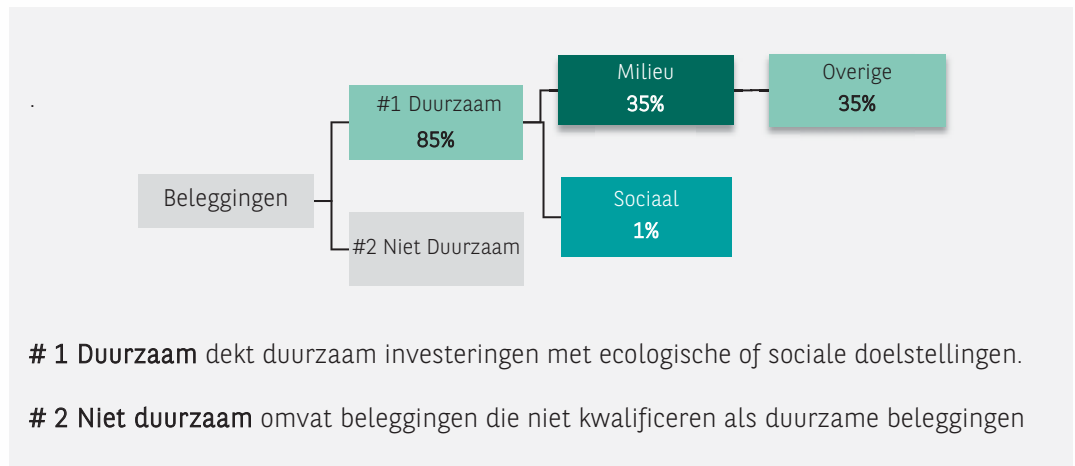 Milieu
35%
Overige
35%
.
#1 Duurzaam
85%
Beleggingen
Sociaal
1%
#2 Niet Duurzaam
# 1 Duurzaam dekt duurzaam investeringen met ecologische of sociale doelstellingen.
# 2 Niet duurzaam omvat beleggingen die niet kwalificeren als duurzame beleggingen